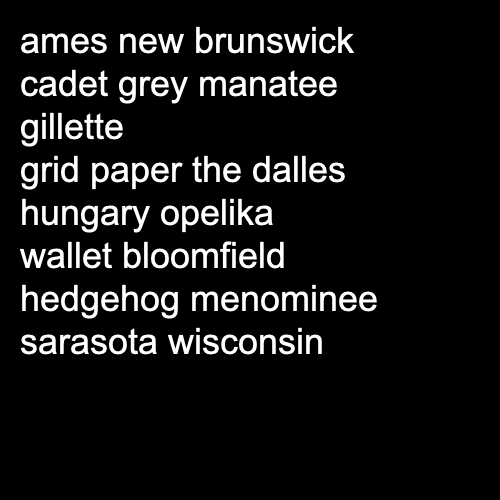 ames new brunswick
cadet grey manatee
gillette
grid paper the dalles
hungary opelika
wallet bloomfield
hedgehog menominee
sarasota wisconsin